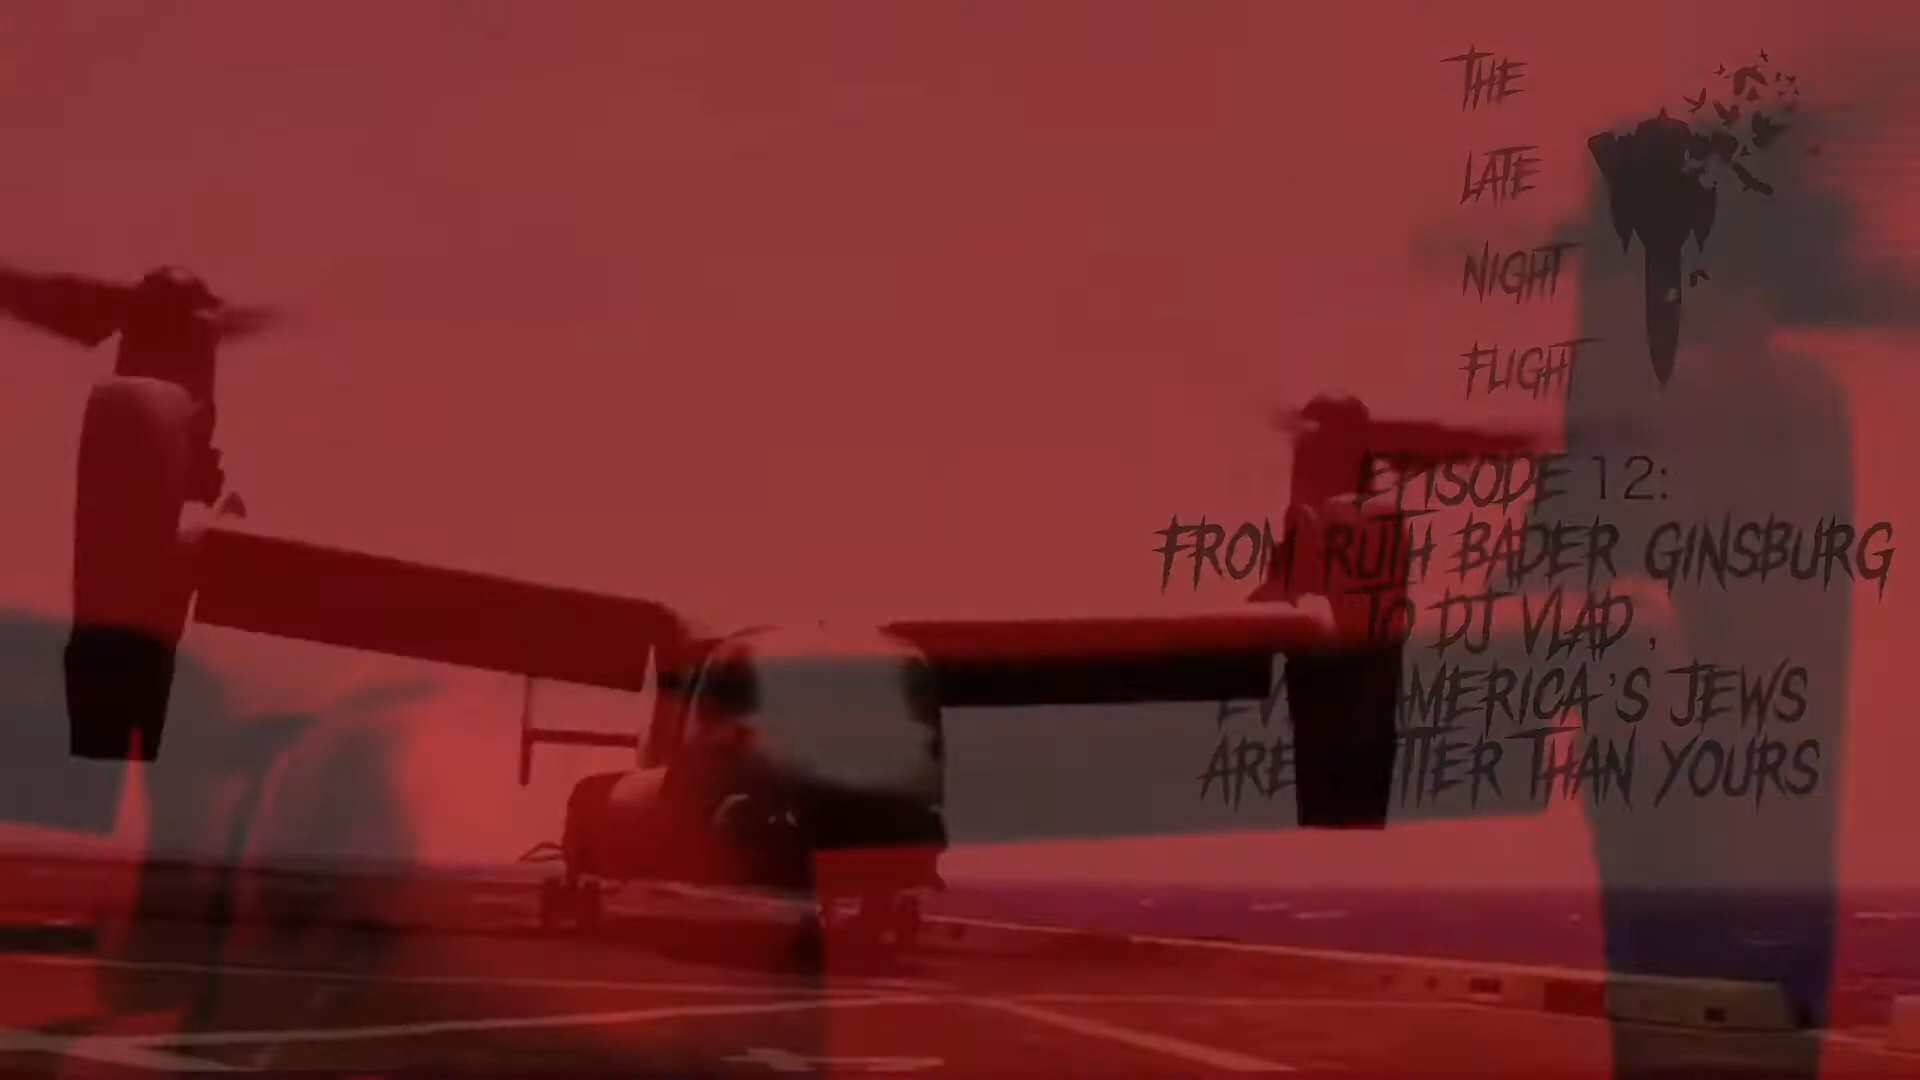 THE
LATE
NIGHT
FLIGHT
EPISODE 12:
FROM RUTH BADER GINSBURG
TO DJ VLAD,
AMERICA'S JEWS
ARE THAN YOURS